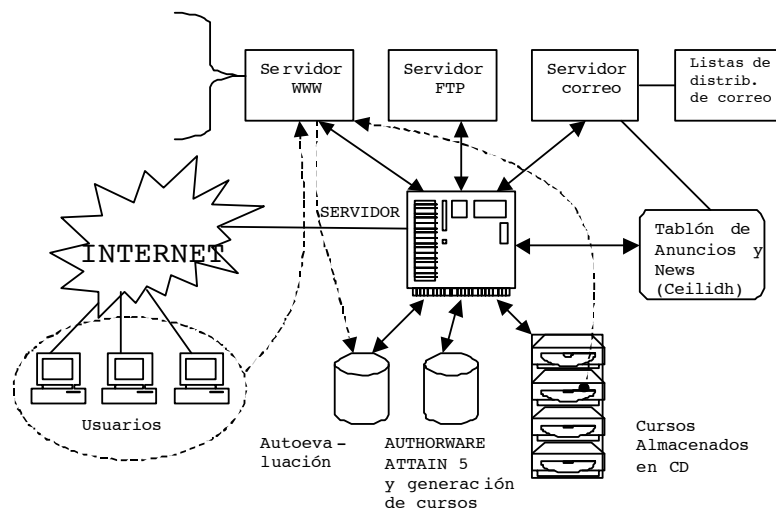 Servidor
WWW
Servidor
FTP
Servidor
correo
Listas de
distrib.
de correo
SERVIDOR
INTERNET
Tablón de
Anuncios y
News
(Ceilidh)
Usuarios
Autoeva-
luación
AUTHORWARE
ATTAIN 5
y generación
de cursos
Cursos
Almacenados
en CD